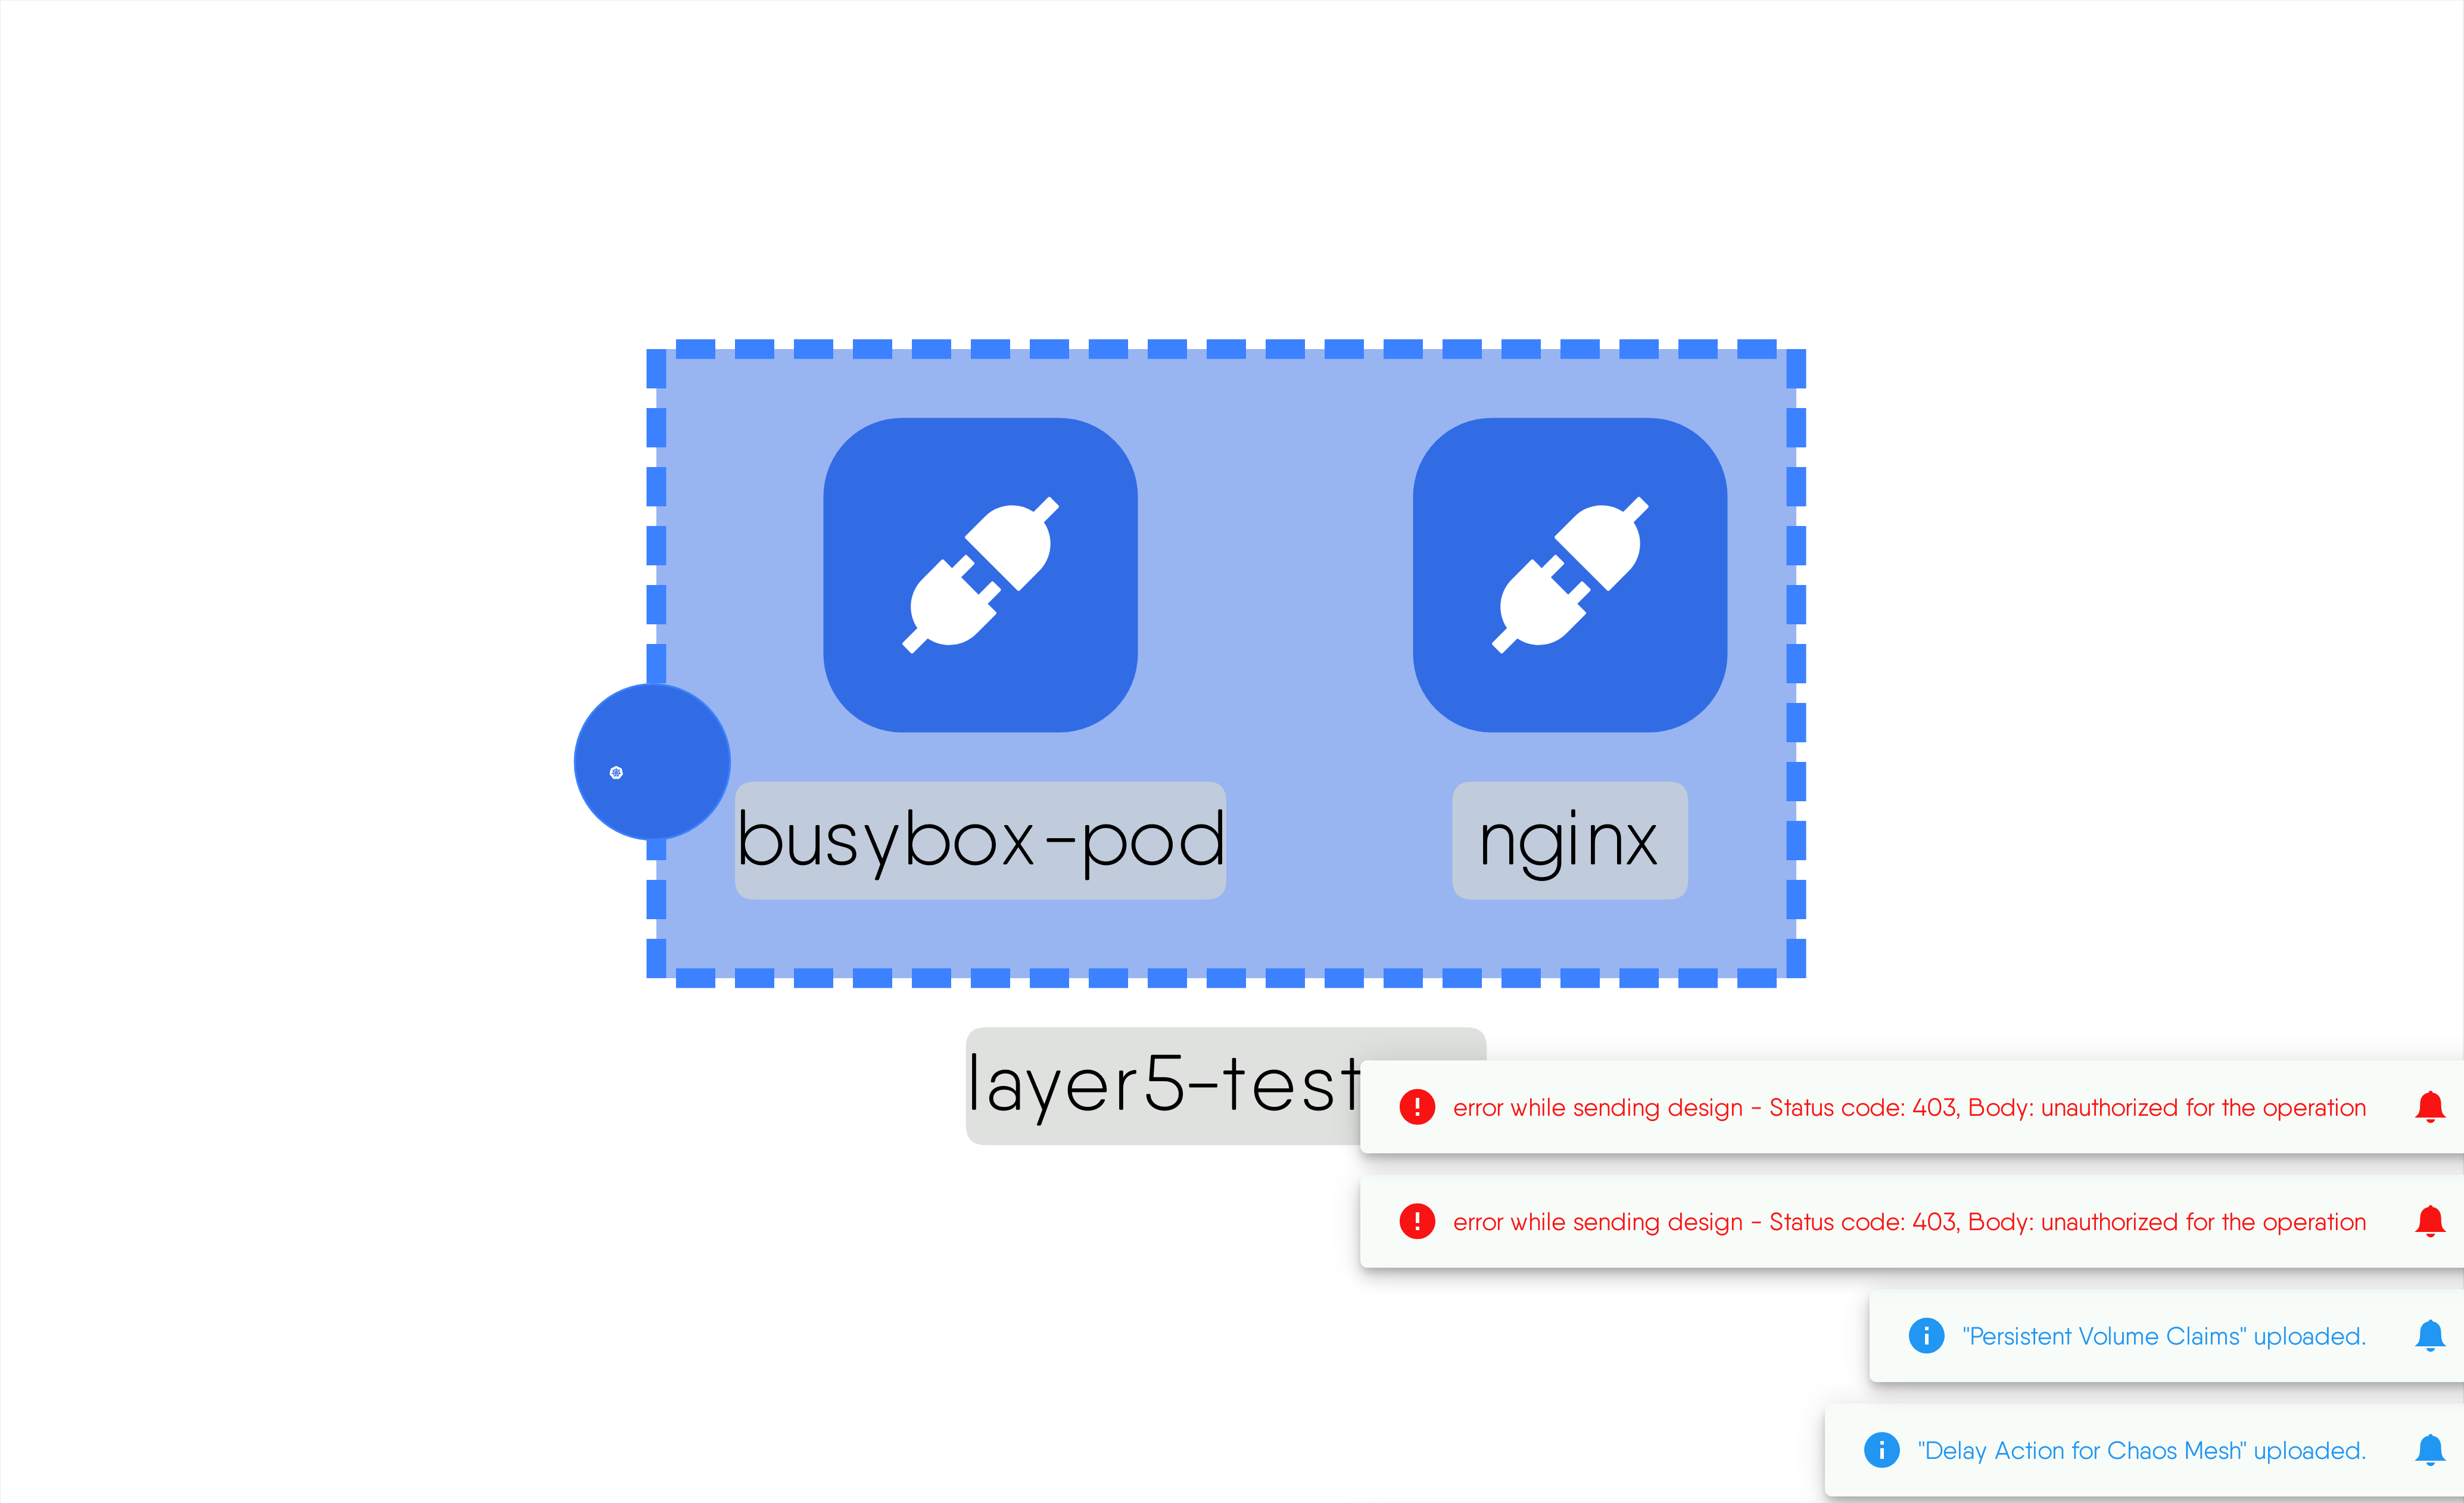 busybox-pod
nginx
layer5-test
error while sending design - Status code: 403, Body: unauthorized for the operation
error while sending design - Status code: 403, Body: unauthorized for the operation
"Persistent Volume Claims" uploaded.
"Delay Action for Chaos Mesh" uploaded.